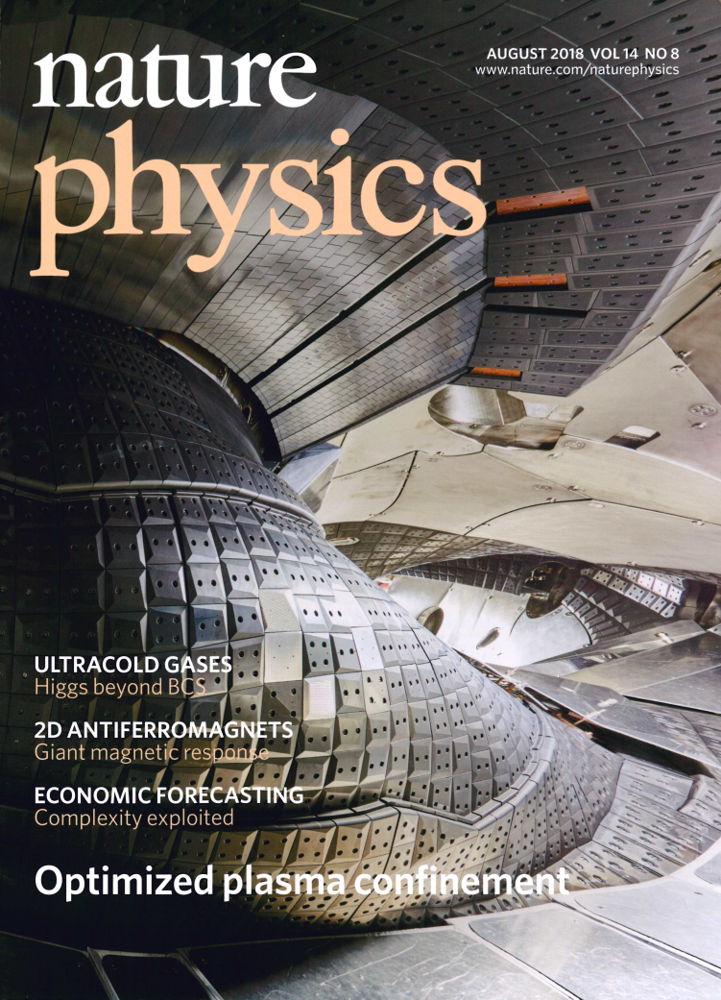 nature
physics
AUGUST 2018 VOL 14 NO 8
www.nature.com/naturephysics
ULTRACOLD GASES
Higgs beyond BCS
2D ANTIFERROMAGNETS
Giant magnetic response
ECONOMIC FORECASTING
Complexity exploited
Optimized plasma confinement